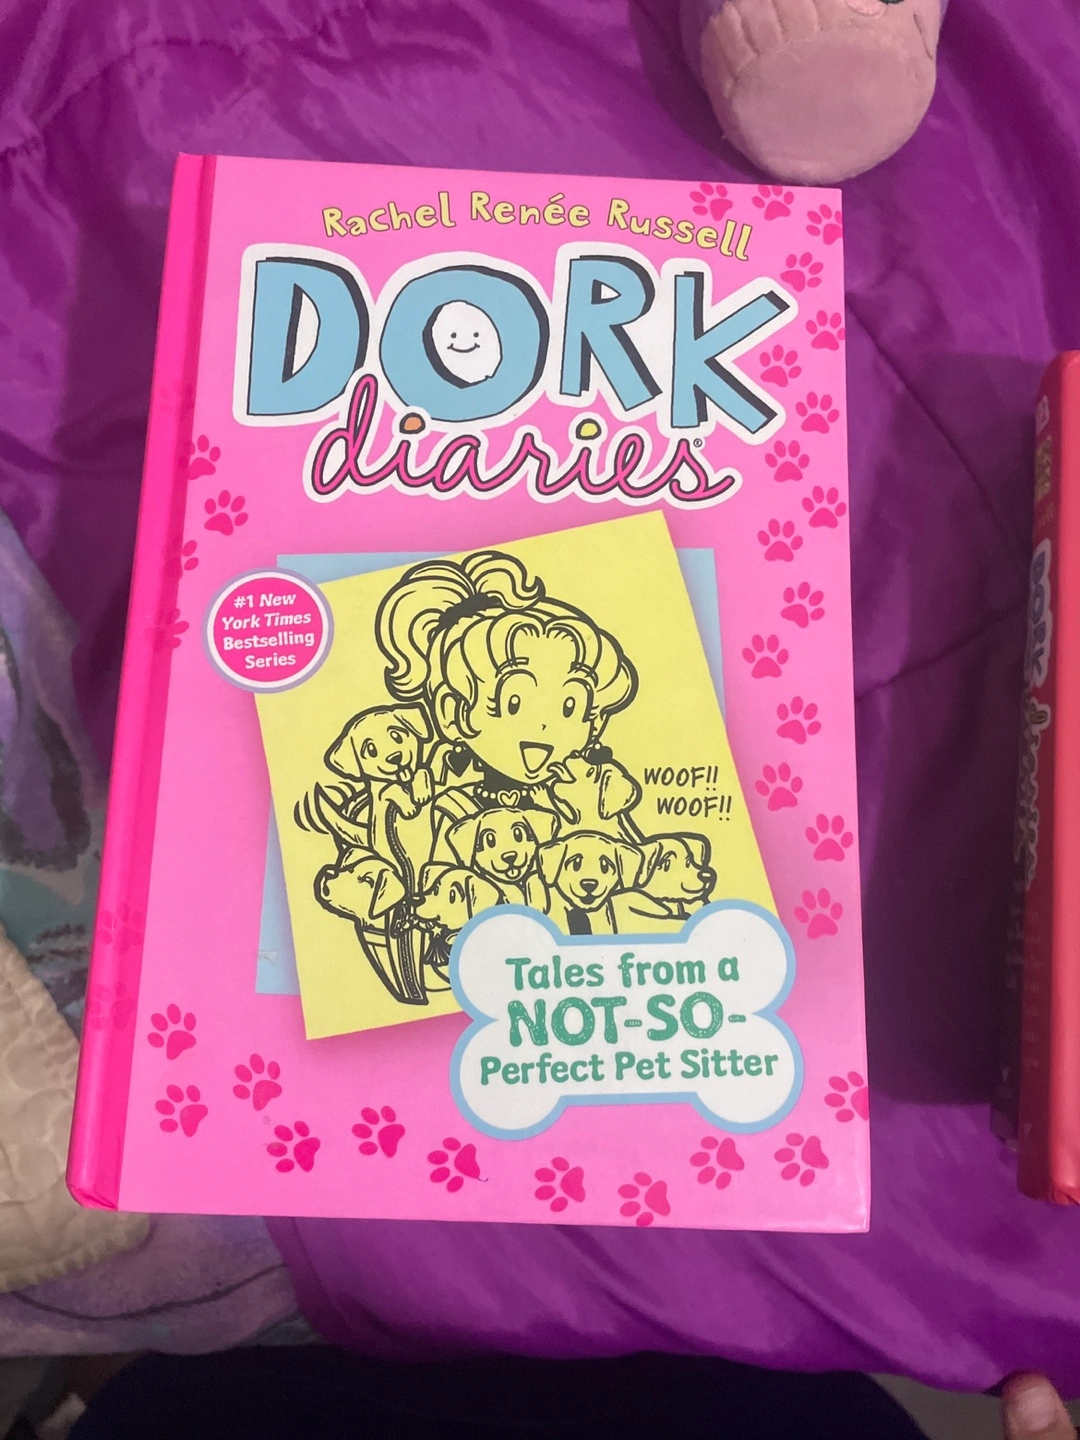 Rachel Renée Russell
DORK
diaries®
#1 New
York Times
Bestselling
Series
WOOF!!
WOOF!!
Tales from a
NOT-SO-
Perfect Pet Sitter
DORK